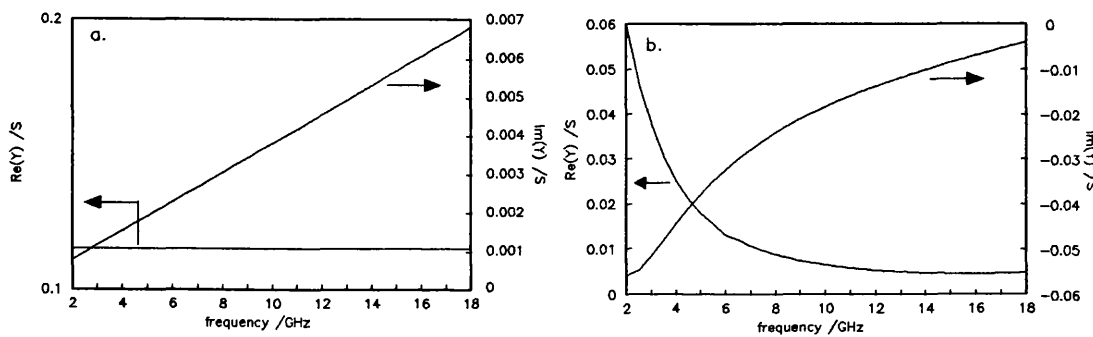 a.
0.2
0.1
Re(Y) /S
0.007
0.006
0.005
0.004
0.003
0.002
0.001
0
Im(Y) / S
2 4 6 8 10 12 14 16 18
frequency /GHz
b.
0.06
0.05
0.04
0.03
0.02
0.01
0
Re(Y) /S
0
-0.01
-0.02
-0.03
-0.04
-0.05
-0.06
Im(Y) / S
2 4 6 8 10 12 14 16 18
frequency /GHz